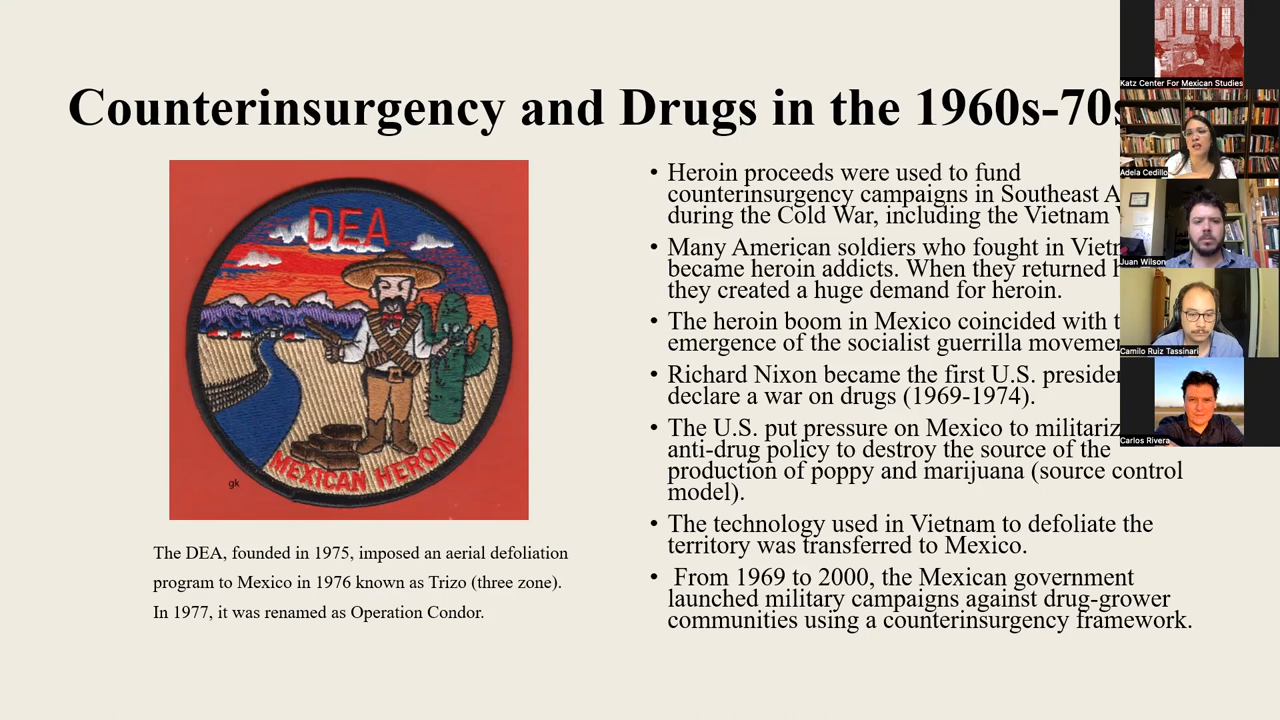 Counterinsurgency and Drugs in the 1960s-70s
DEA
MEXICAN HEROIN
gk
The DEA, founded in 1975, imposed an aerial defoliation
program to Mexico in 1976 known as Trizo (three zone).
In 1977, it was renamed as Operation Condor.
• Heroin proceeds were used to fund
counterinsurgency campaigns in Southeast
during the Cold War, including the Vietnam
• Many American soldiers who fought in
became heroin addicts. When they returned
they created a huge demand for heroin.
• The heroin boom in Mexico coincided with
emergence of the socialist guerrilla
• Richard Nixon became the first U.S.
declare a war on drugs (1969-1974).
• The U.S. put pressure on Mexico to
anti-drug policy to destroy the source of the
production of poppy and marijuana (source control
model).
• The technology used in Vietnam to defoliate the
territory was transferred to Mexico.
• From 1969 to 2000, the Mexican government
launched military campaigns against drug-grower
communities using a counterinsurgency framework.
Katz Center For Mexican Studies
Adela Cedillo
Juan Wilson
Camilo Ruiz Tassinari
Carlos Rivera